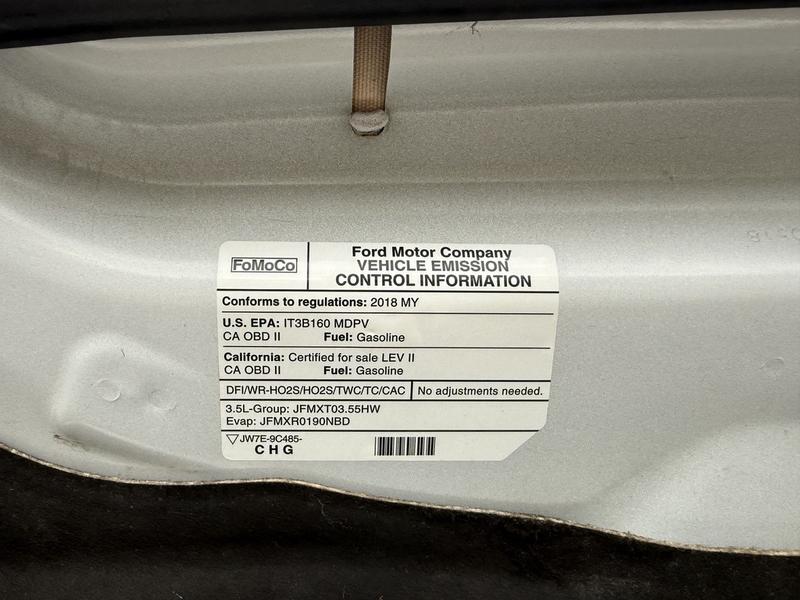 FoMoCo
Ford Motor Company
VEHICLE EMISSION
CONTROL INFORMATION
Conforms to regulations: 2018 MY
U.S. EPA: IT3B160 MDPV
CA OBD II Fuel: Gasoline
California: Certified for sale LEV II
CA OBD II Fuel: Gasoline
DFI/WR-HO2S/HO2S/TWC/TC/CAC No adjustments needed.
3.5L-Group: JFMXT03.55HW
Evap: JFMXR0190NBD
JW7E-9C485-
C H G